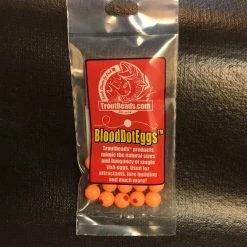 TroutBeads.com
BloodDotEggs™
Troutbeads® products
mimic the natural sizes
and buoyancy of single
fish eggs. Used for
attractants, lure building
and much more!